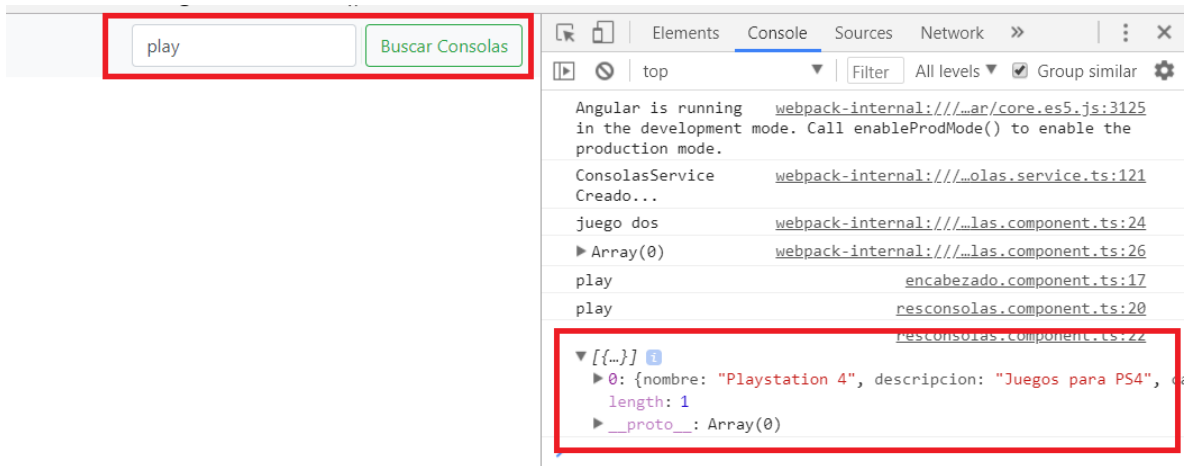 play
Buscar Consolas
Elements Console Sources Network »
top Filter All levels Group similar
Angular is running webpack-internal:///…ar/core.es5.js:3125
in the development mode. Call enableProdMode() to enable the
production mode.
ConsolasService webpack-internal:///…olas.service.ts:121
Creado...
juego dos webpack-internal:///…las.component.ts:24
Array(0) webpack-internal:///…las.component.ts:26
play encabezado.component.ts:17
play resconsolas.component.ts:20
resconsolas.component.ts:22
[{…}] i
0: {nombre: "Playstation 4", descripcion: "Juegos para PS4",
length: 1
__proto__: Array(0)